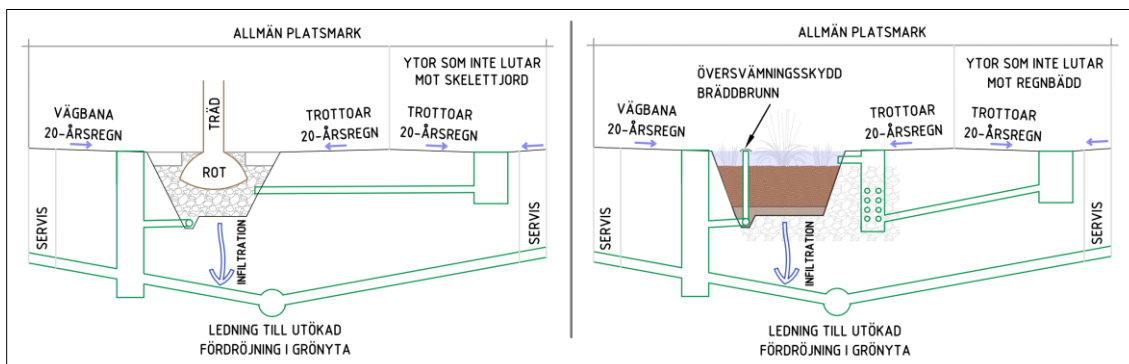 ALLMÄN PLATSMARK
YTOR SOM INTE LUTAR
MOT SKELETTJORD
TRÄD
VÄGBANA
20-ÅRSREGN
TROTTOAR
20-ÅRSREGN
TROTTOAR
20-ÅRSREGN
ROT
SERVIS
INFILTRATION
SERVIS
LEDNING TILL UTÖKAD
FÖRDRÖJNING I GRÖNYTA
ALLMÄN PLATSMARK
YTOR SOM INTE LUTAR
MOT REGNBÄDD
ÖVERSVÄMNINGSSKYDD
BRÄDDBRUNN
VÄGBANA
20-ÅRSREGN
TROTTOAR
20-ÅRSREGN
TROTTOAR
20-ÅRSREGN
SERVIS
INFILTRATION
SERVIS
LEDNING TILL UTÖKAD
FÖRDRÖJNING I GRÖNYTA